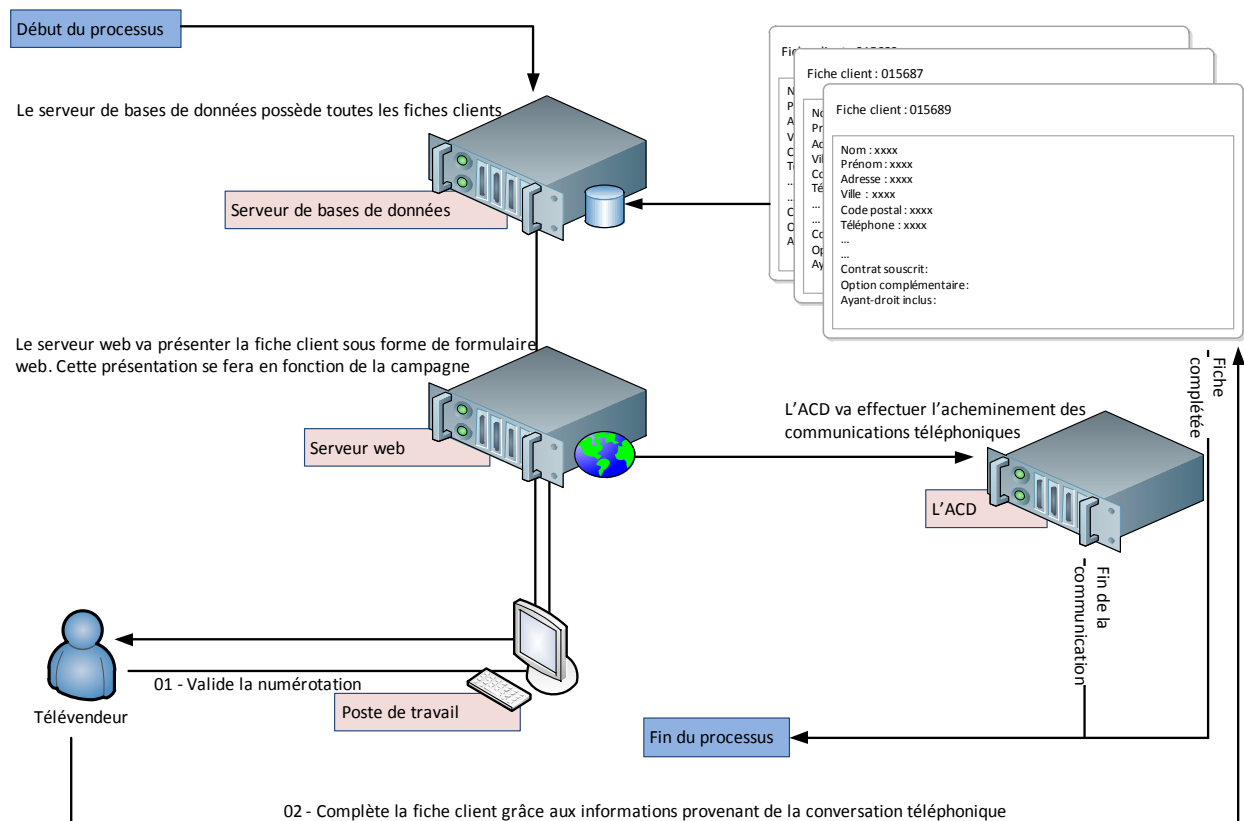 Début du processus
Le serveur de bases de données possède toutes les fiches clients
Serveur de bases de données
Fiche client : 015687
Fiche client : 015689
Nom : xxxx
Prénom : xxxx
Adresse : xxxx
Ville : xxxx
Code postal : xxxx
Téléphone : xxxx
...
...
Contrat souscrit:
Option complémentaire:
Ayant-droit inclus:
Le serveur web va présenter la fiche client sous forme de formulaire
web. Cette présentation se fera en fonction de la campagne
Serveur web
L'ACD va effectuer l'acheminement des
communications téléphoniques
L'ACD
Fiche
complétée
Fin de la
communication
Télévendeur
01 - Valide la numérotation
Poste de travail
Fin du processus
02 - Complète la fiche client grâce aux informations provenant de la conversation téléphonique